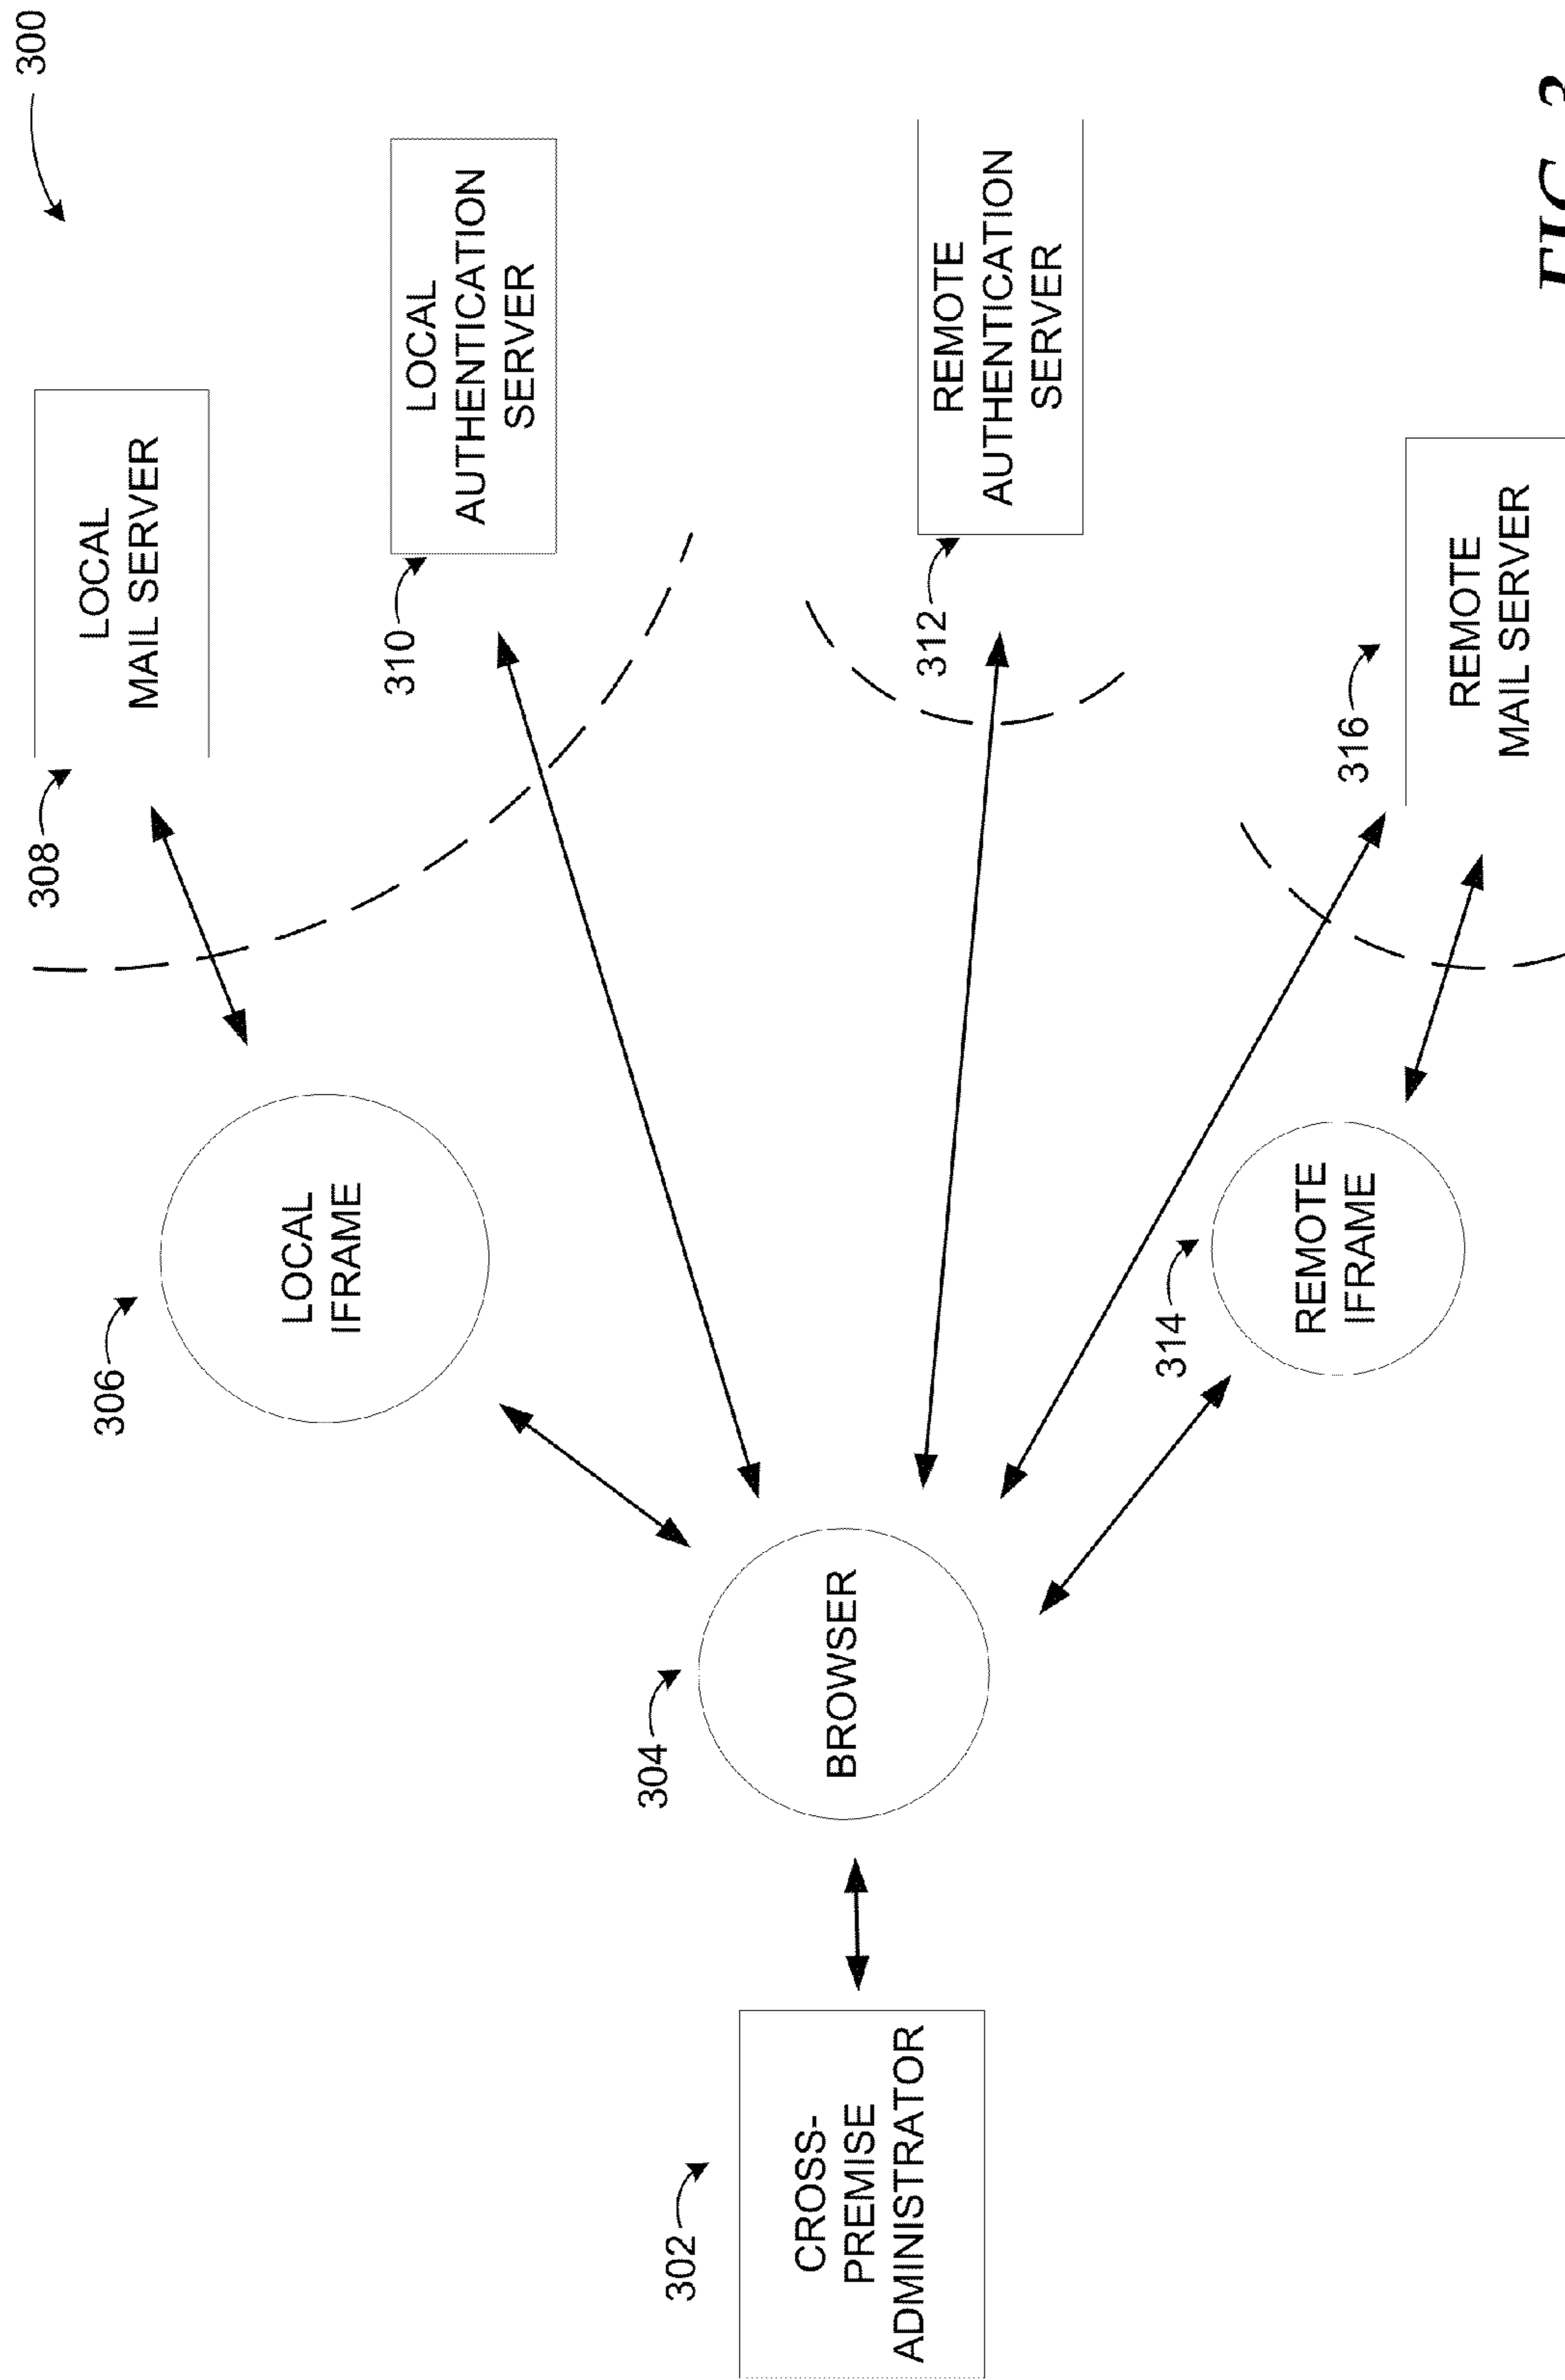 300
308
LOCAL
MAIL SERVER
306
LOCAL
IFRAME
310
LOCAL
AUTHENTICATION
SERVER
304
BROWSER
302
CROSS-
PREMISE
ADMINISTRATOR
312
REMOTE
AUTHENTICATION
SERVER
314
REMOTE
IFRAME
316
REMOTE
MAIL SERVER
FIG